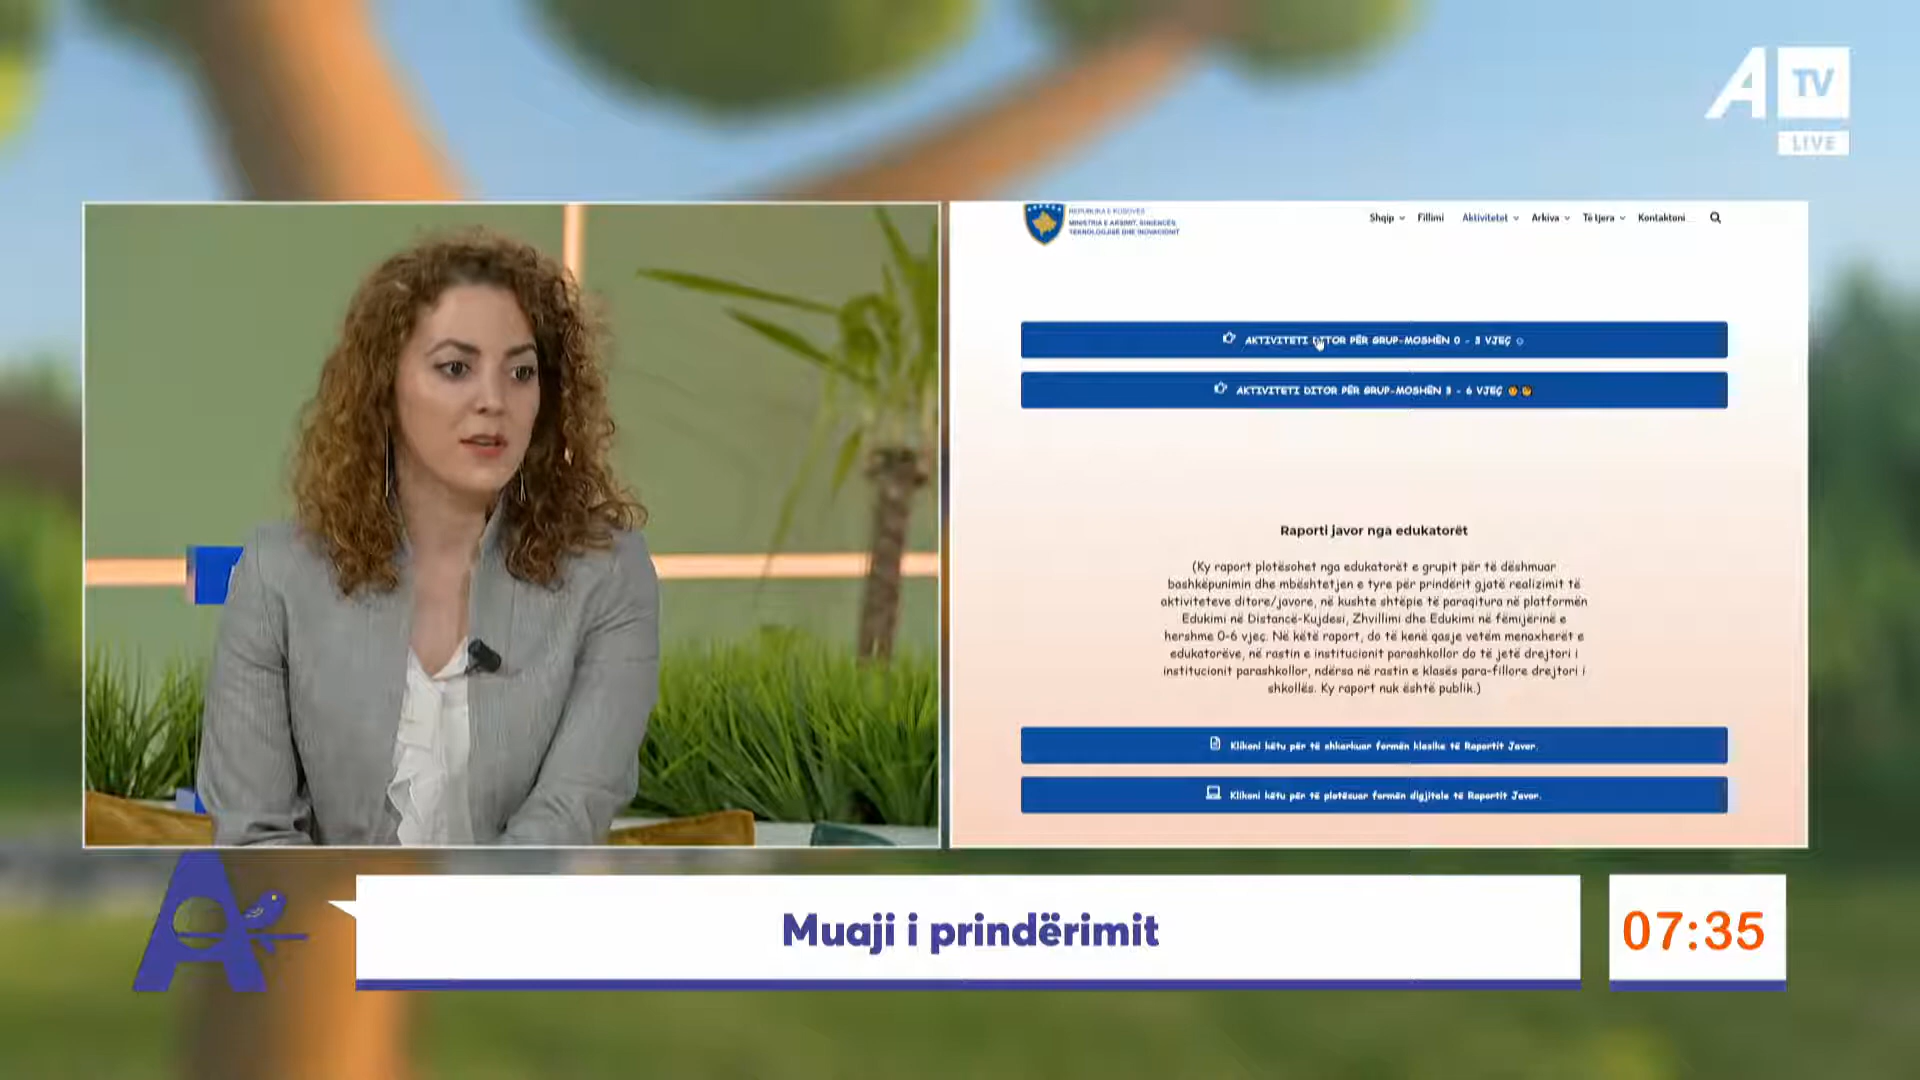 A TV
LIVE
REPUBLIKA E KOSOVËS
MINISTRIA E ARSIMIT, SHKENCËS,
TEKNOLOGJISË DHE INOVACIONIT
Shqip Fillimi Aktivitetet Arkiva Të tjera Kontaktoni
AKTIVITETI DITOR PËR GRUP-MOSHËN 0 - 3 VJEÇ
AKTIVITETI DITOR PËR GRUP-MOSHËN 3 - 6 VJEÇ
Raporti javor nga edukatorët
(Ky raport plotësohet nga edukatorët e grupit për të dëshmuar
bashkëpunimin dhe mbështetjen e tyre për prindërit gjatë realizimit të
aktiviteteve ditore/javore, në kushte shtëpie të paraqitura në platformën
Edukimi në Distancë-Kujdesi, Zhvillimi dhe Edukimi në fëmijërinë e
hershme 0-6 vjeç. Në këtë raport, do të kenë qasje vetëm menaxherët e
edukatorëve, në rastin e institucionit parashkollor do të jetë drejtori i
institucionit parashkollor, ndërsa në rastin e klasës para-fillore drejtori i
shkollës. Ky raport nuk është publik.)
Klikoni këtu për të shkarkuar formën klasike të Raportit Javor.
Klikoni këtu për të plotësuar formën digjitale të Raportit Javor.
Muaji i prindërimit
07:35